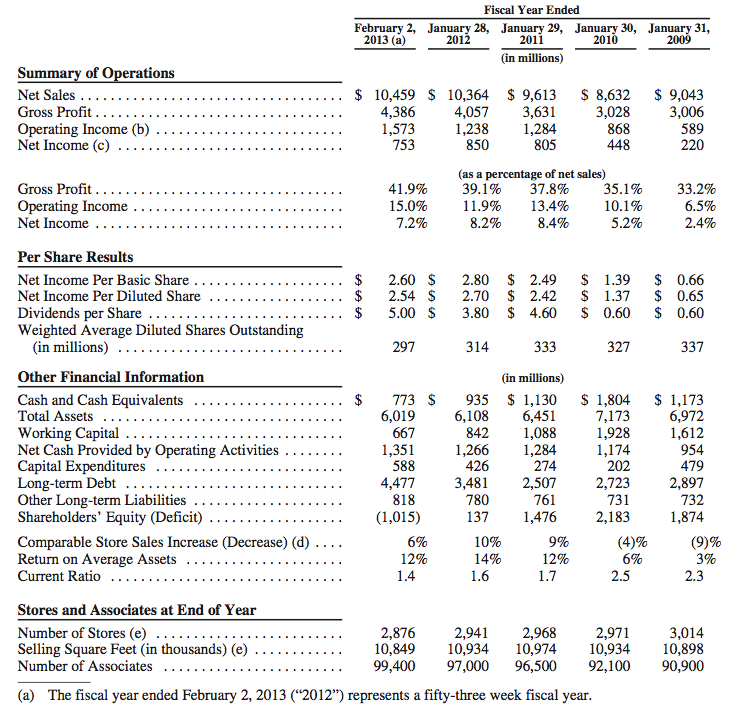 Fiscal Year Ended
February 2, January 28, January 29, January 30, January 31,
2013 (a) 2012 2011 2010 2009
(in millions)
Summary of Operations
Net Sales . . . . . . . . . . . . . . . . . . . . . . . . . . . . . . . . . . $ 10,459 $ 10,364 $ 9,613 $ 8,632 $ 9,043
Gross Profit . . . . . . . . . . . . . . . . . . . . . . . . . . . . . . . . 4,386 4,057 3,631 3,028 3,006
Operating Income (b) . . . . . . . . . . . . . . . . . . . . . . . . . 1,573 1,238 1,284 868 589
Net Income (c) . . . . . . . . . . . . . . . . . . . . . . . . . . . . . 753 850 805 448 220
(as a percentage of net sales)
Gross Profit . . . . . . . . . . . . . . . . . . . . . . . . . . . . . . . . 41.9% 39.1% 37.8% 35.1% 33.2%
Operating Income . . . . . . . . . . . . . . . . . . . . . . . . . . . 15.0% 11.9% 13.4% 10.1% 6.5%
Net Income . . . . . . . . . . . . . . . . . . . . . . . . . . . . . . . . 7.2% 8.2% 8.4% 5.2% 2.4%
Per Share Results
Net Income Per Basic Share . . . . . . . . . . . . . . . . . . . $ 2.60 $ 2.80 $ 2.49 $ 1.39 $ 0.66
Net Income Per Diluted Share . . . . . . . . . . . . . . . . . $ 2.54 $ 2.70 $ 2.42 $ 1.37 $ 0.65
Dividends per Share . . . . . . . . . . . . . . . . . . . . . . . . . $ 5.00 $ 3.80 $ 4.60 $ 0.60 $ 0.60
Weighted Average Diluted Shares Outstanding
(in millions) . . . . . . . . . . . . . . . . . . . . . . . . . . . . . 297 314 333 327 337
Other Financial Information (in millions)
Cash and Cash Equivalents . . . . . . . . . . . . . . . . . . . $ 773 $ 935 $ 1,130 $ 1,804 $ 1,173
Total Assets . . . . . . . . . . . . . . . . . . . . . . . . . . . . . . . 6,019 6,108 6,451 7,173 6,972
Working Capital . . . . . . . . . . . . . . . . . . . . . . . . . . . . 667 842 1,088 1,928 1,612
Net Cash Provided by Operating Activities . . . . . . . . 1,351 1,266 1,284 1,174 954
Capital Expenditures . . . . . . . . . . . . . . . . . . . . . . . . 588 426 274 202 479
Long-term Debt . . . . . . . . . . . . . . . . . . . . . . . . . . . . 4,477 3,481 2,507 2,723 2,897
Other Long-term Liabilities . . . . . . . . . . . . . . . . . . . . 818 780 761 731 732
Shareholders’ Equity (Deficit) . . . . . . . . . . . . . . . . . (1,015) 137 1,476 2,183 1,874
Comparable Store Sales Increase (Decrease) (d) . . . . 6% 10% 9% (4)% (9)%
Return on Average Assets . . . . . . . . . . . . . . . . . . . . 12% 14% 12% 6% 3%
Current Ratio . . . . . . . . . . . . . . . . . . . . . . . . . . . . . . 1.4 1.6 1.7 2.5 2.3
Stores and Associates at End of Year
Number of Stores (e) . . . . . . . . . . . . . . . . . . . . . . . . 2,876 2,941 2,968 2,971 3,014
Selling Square Feet (in thousands) (e) . . . . . . . . . . . . 10,849 10,934 10,974 10,934 10,898
Number of Associates . . . . . . . . . . . . . . . . . . . . . . . 99,400 97,000 96,500 92,100 90,900
(a) The fiscal year ended February 2, 2013 (“2012”) represents a fifty-three week fiscal year.